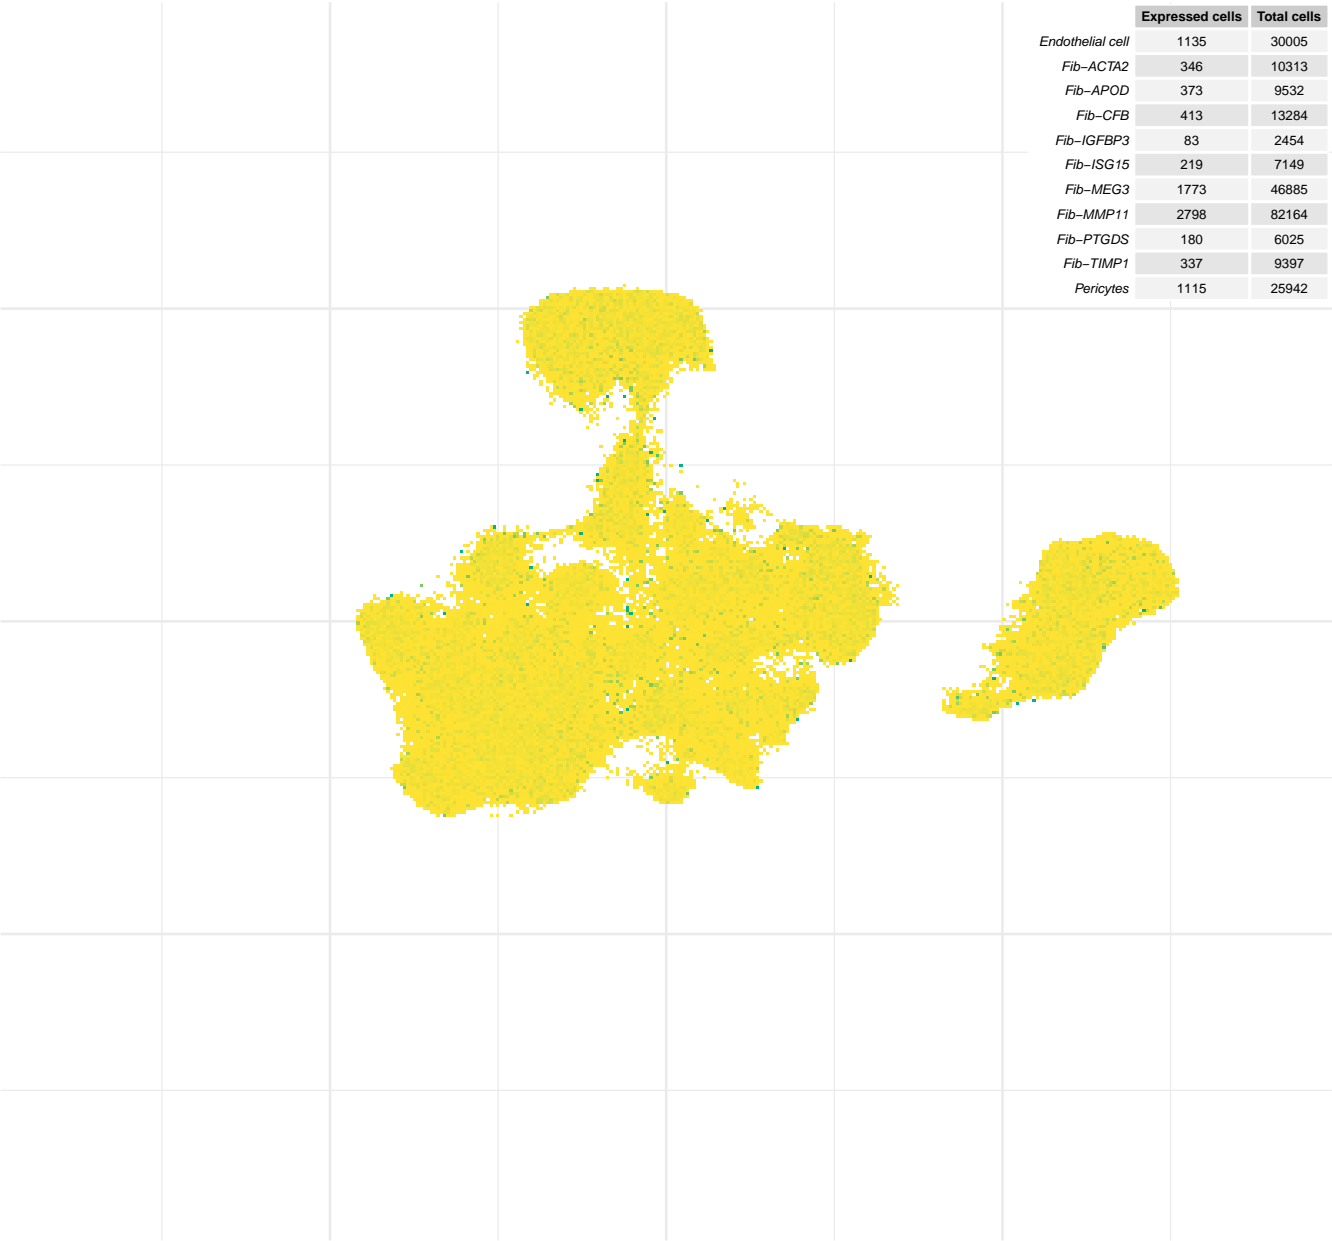 Expressed cells Total cells
Endothelial cell 1135 30005
Fib−ACTA2 346 10313
Fib−APOD 373 9532
Fib−CFB 413 13284
Fib−IGFBP3 83 2454
Fib−ISG15 219 7149
Fib−MEG3 1773 46885
Fib−MMP11 2798 82164
Fib−PTGDS 180 6025
Fib−TIMP1 337 9397
Pericytes 1115 25942